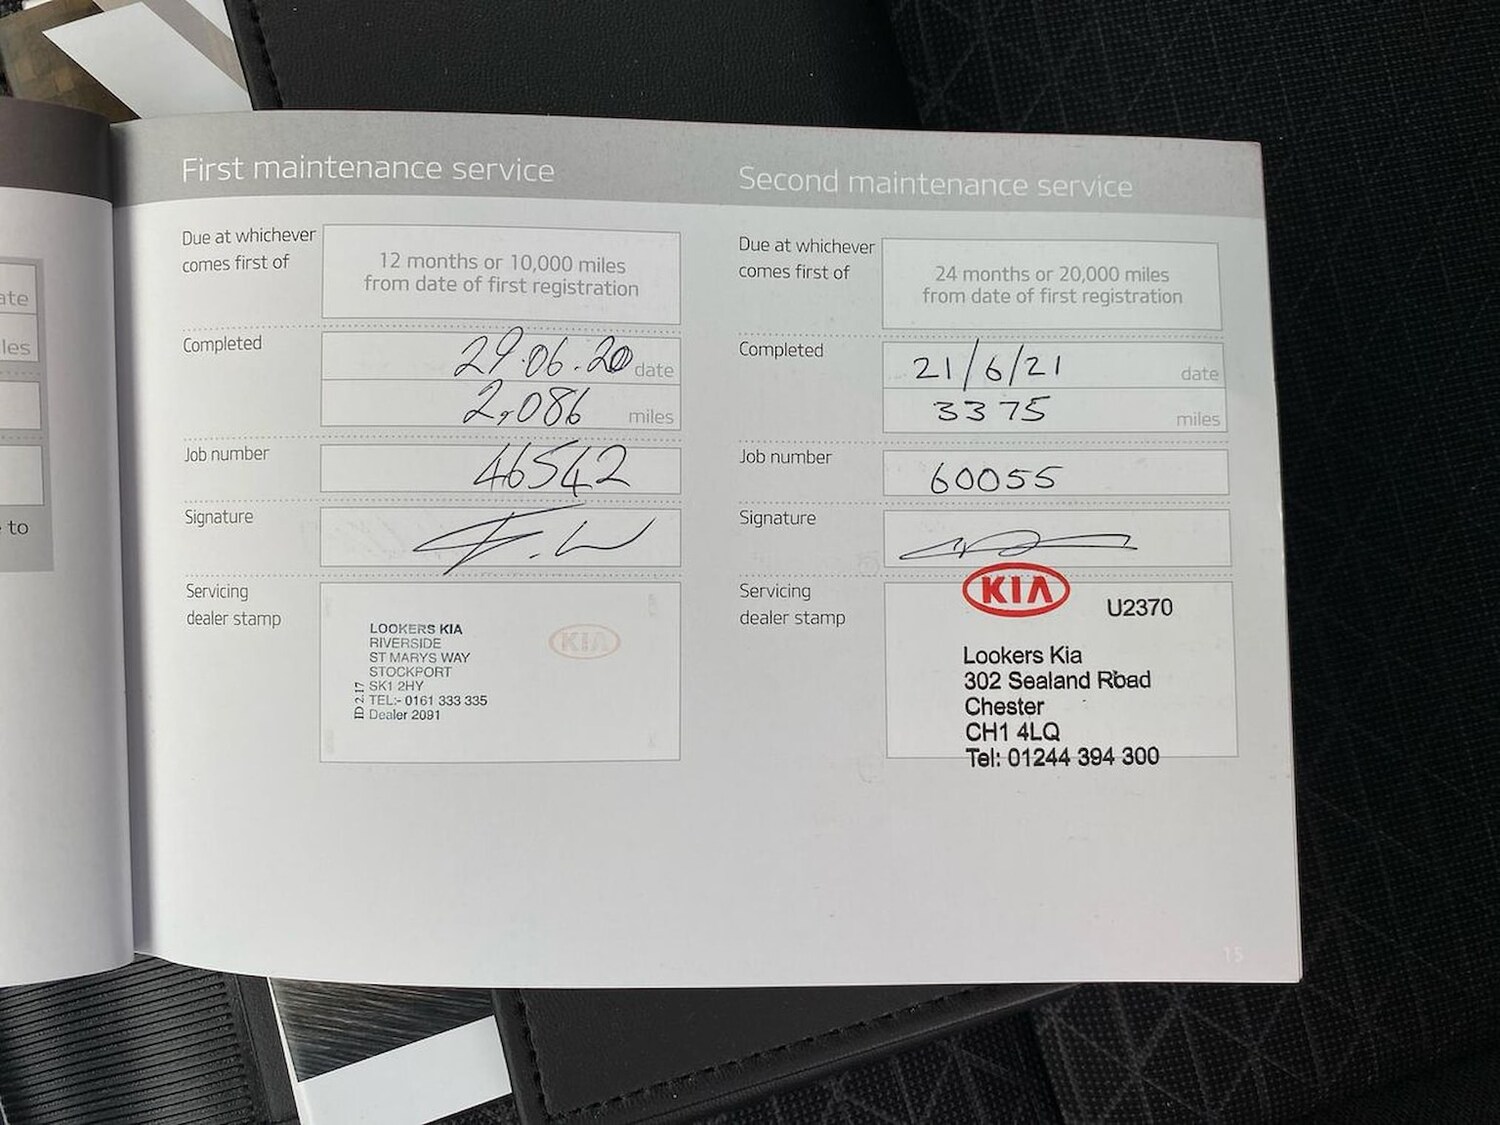 ate
les
to
First maintenance service
Due at whichever
comes first of
12 months or 10,000 miles
from date of first registration
Completed
29.06.20 date
2,086 miles
Job number
46542
Signature
Servicing
dealer stamp
LOOKERS KIA
RIVERSIDE
ST MARYS WAY
STOCKPORT
SK1 2HY
TEL:- 0161 333 335
Dealer 2091
ID 2.17
KIA
Second maintenance service
Due at whichever
comes first of
24 months or 20,000 miles
from date of first registration
Completed
21/6/21 date
3375 miles
Job number
60055
Signature
Servicing
dealer stamp
KIA
U2370
Lookers Kia
302 Sealand Road
Chester
CH1 4LQ
Tel: 01244 394 300
15